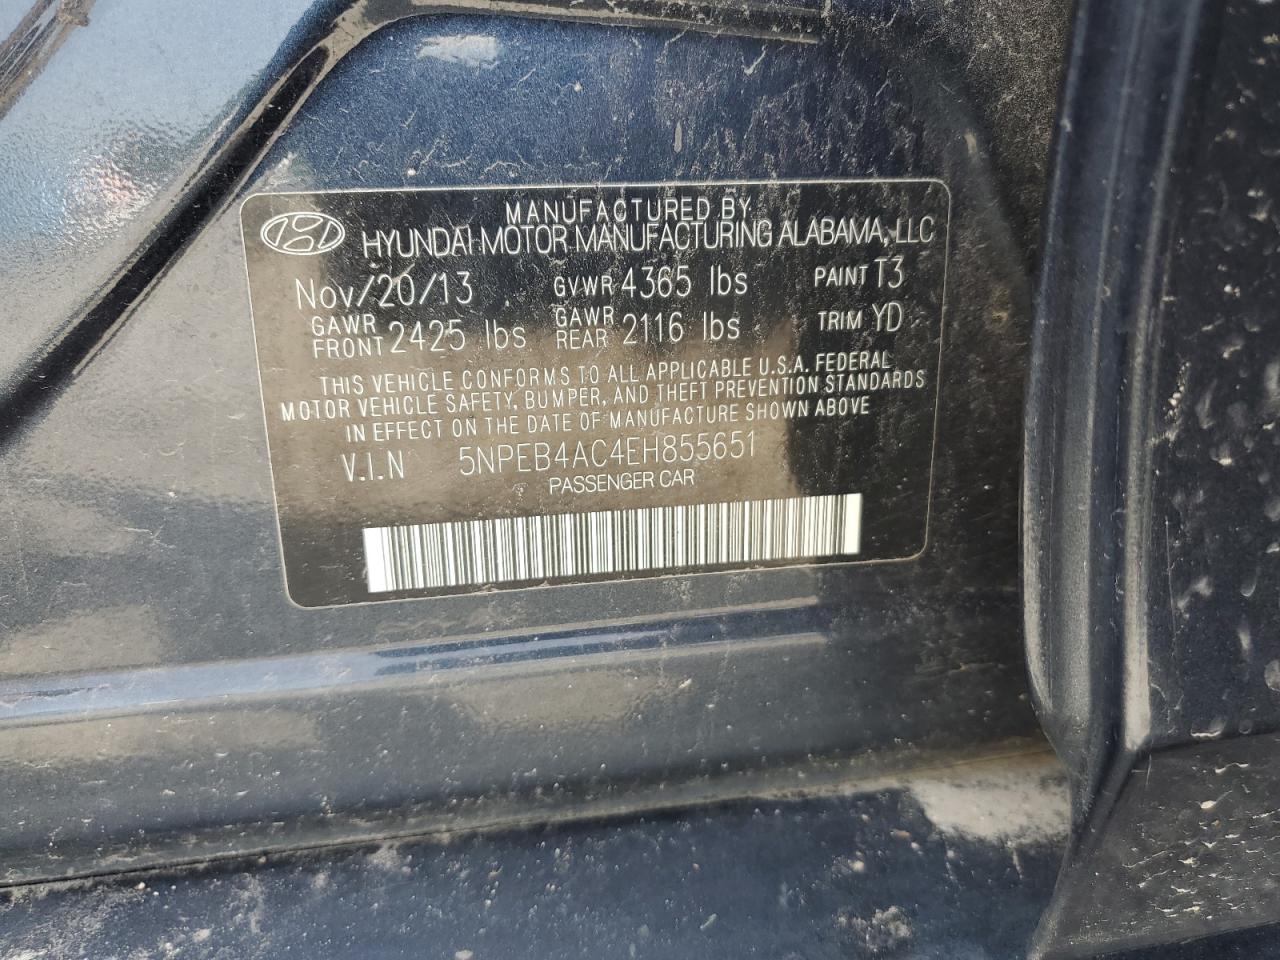 MANUFACTURED BY
HYUNDAI MOTOR MANUFACTURING ALABAMA, LLC
Nov/20/13 GVWR 4365 lbs PAINT T3
GAWR FRONT 2425 lbs GAWR REAR 2116 lbs TRIM YD
THIS VEHICLE CONFORMS TO ALL APPLICABLE U.S.A. FEDERAL
MOTOR VEHICLE SAFETY, BUMPER, AND THEFT PREVENTION STANDARDS
IN EFFECT ON THE DATE OF MANUFACTURE SHOWN ABOVE
V.I.N 5NPEB4AC4EH855651
PASSENGER CAR